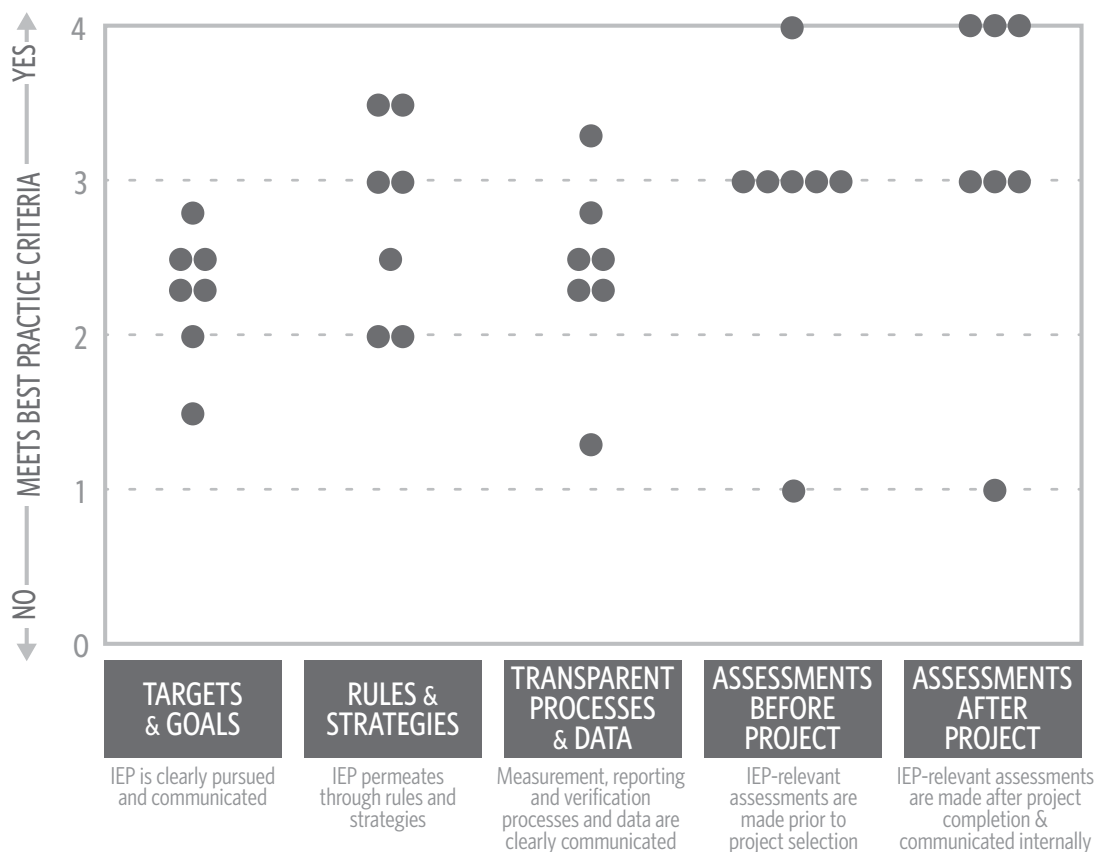 YES
MEETS BEST PRACTICE CRITERIA
NO
4
3
2
1
0
TARGETS
& GOALS
IEP is clearly pursued
and communicated
RULES &
STRATEGIES
IEP permeates
through rules and
strategies
TRANSPARENT
PROCESSES
& DATA
Measurement, reporting
and verification
processes and data are
clearly communicated
ASSESSMENTS
BEFORE
PROJECT
IEP-relevant
assessments are
made prior to
project selection
ASSESSMENTS
AFTER
PROJECT
IEP-relevant assessments
are made after project
completion &
communicated internally